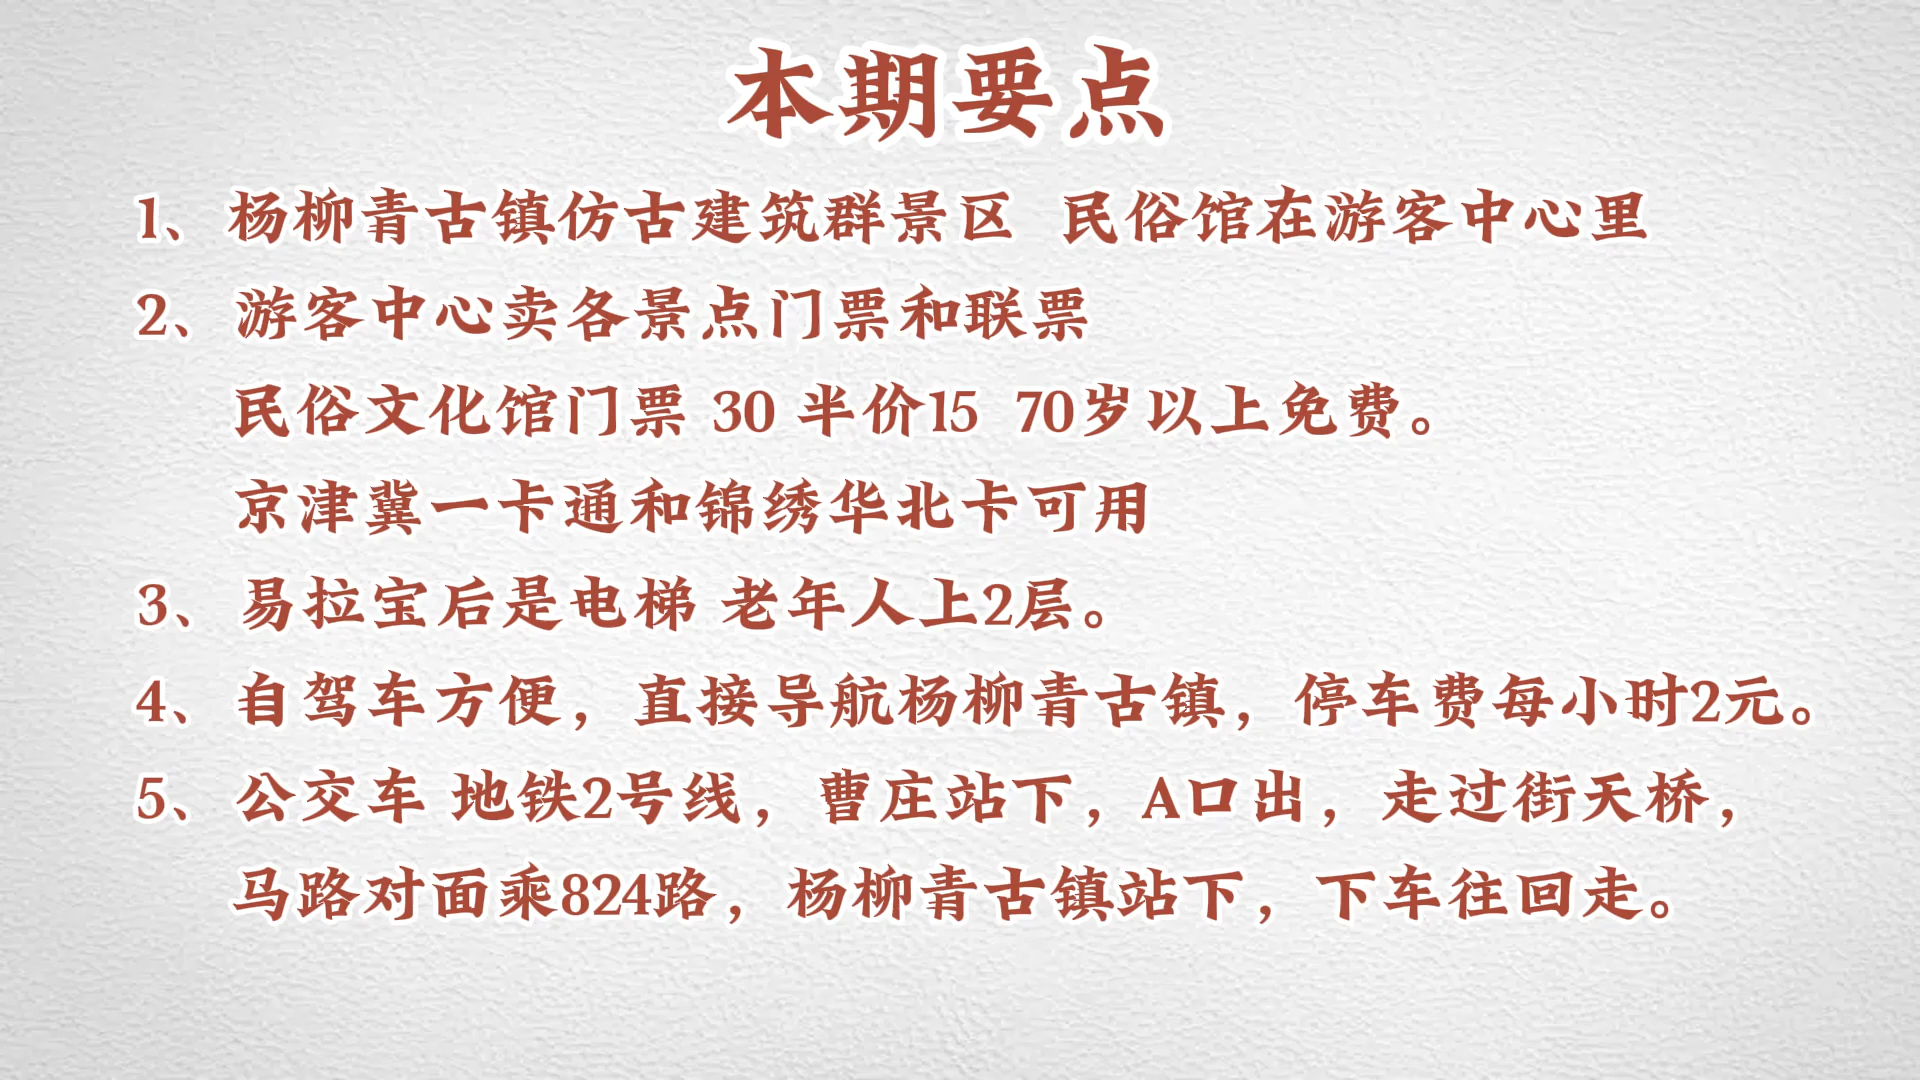 本期要点
1、杨柳青古镇仿古建筑群景区 民俗馆在游客中心里
2、游客中心卖各景点门票和联票
民俗文化馆门票 30 半价15 70岁以上免费。
京津冀一卡通和锦绣华北卡可用
3、易拉宝后是电梯 老年人上2层。
4、自驾车方便，直接导航杨柳青古镇，停车费每小时2元。
5、公交车 地铁2号线，曹庄站下，A口出，走过街天桥，
马路对面乘824路，杨柳青古镇站下，下车往回走。